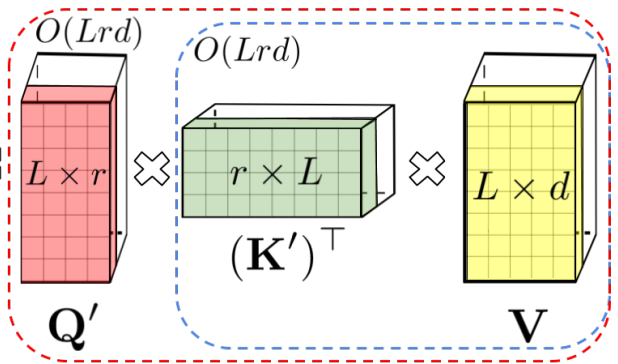 O(Lrd)
O(Lrd)
L × r
r × L
L × d
(K′)⊤
Q′
V